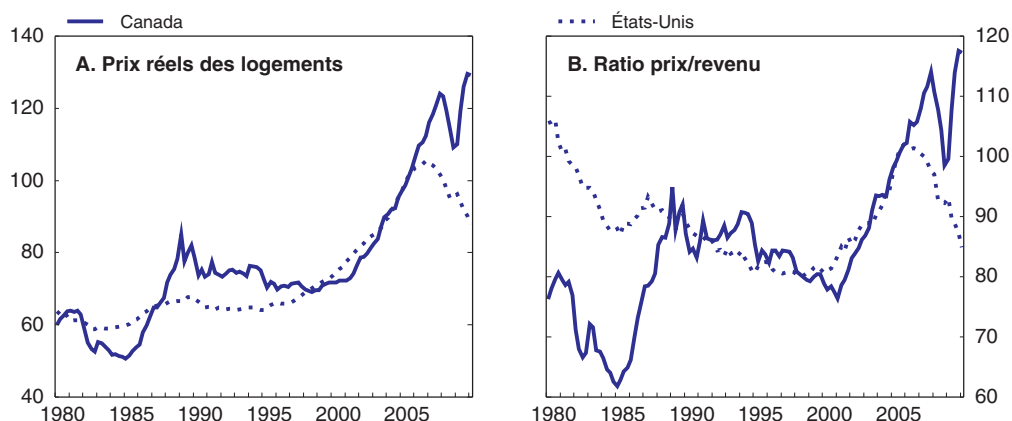 Canada
États-Unis
A. Prix réels des logements
140
120
100
80
60
40
1980 1985 1990 1995 2000 2005
B. Ratio prix/revenu
120
110
100
90
80
70
60
1980 1985 1990 1995 2000 2005